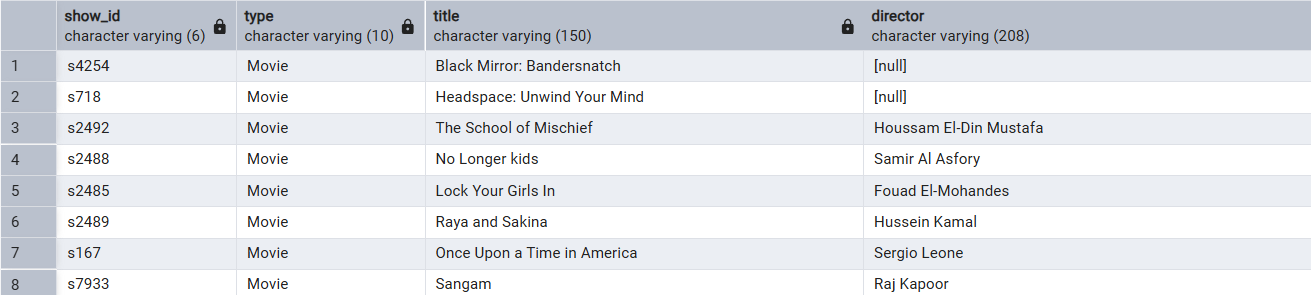 show_id type title director
character varying (6) character varying (10) character varying (150) character varying (208)
1 s4254 Movie Black Mirror: Bandersnatch [null]
2 s718 Movie Headspace: Unwind Your Mind [null]
3 s2492 Movie The School of Mischief Houssam El-Din Mustafa
4 s2488 Movie No Longer kids Samir Al Asfory
5 s2485 Movie Lock Your Girls In Fouad El-Mohandes
6 s2489 Movie Raya and Sakina Hussein Kamal
7 s167 Movie Once Upon a Time in America Sergio Leone
8 s7933 Movie Sangam Raj Kapoor